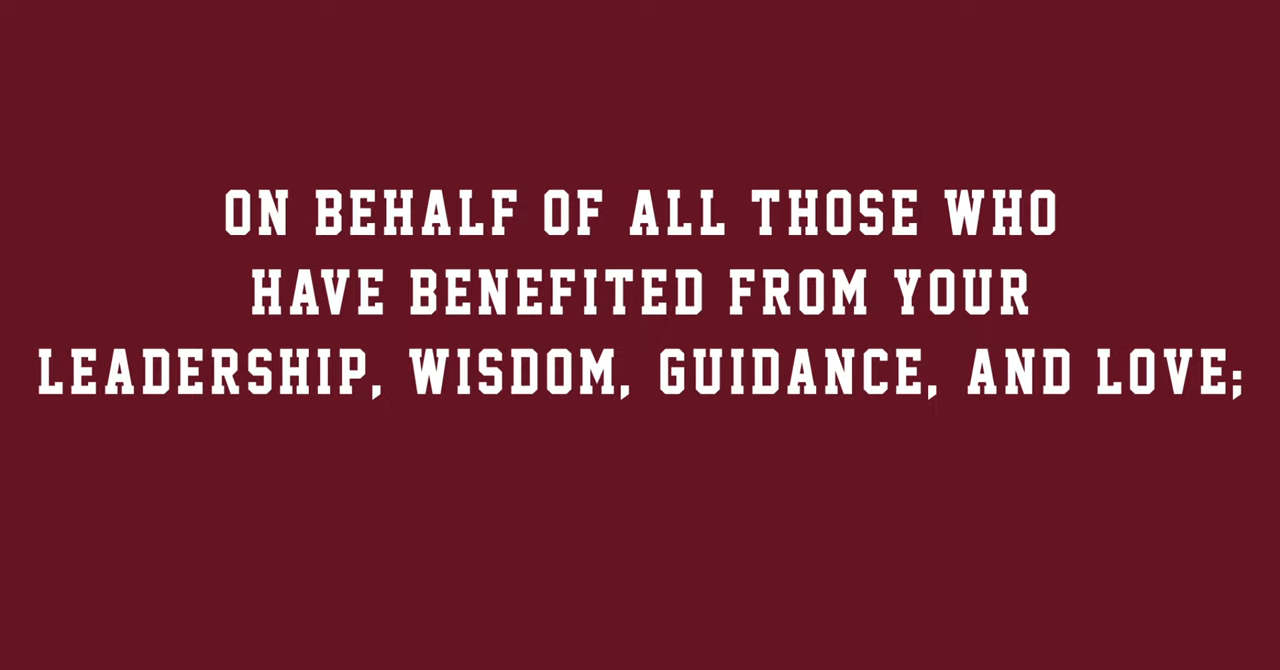 ON BEHALF OF ALL THOSE WHO
HAVE BENEFITED FROM YOUR
LEADERSHIP, WISDOM, GUIDANCE, AND LOVE;